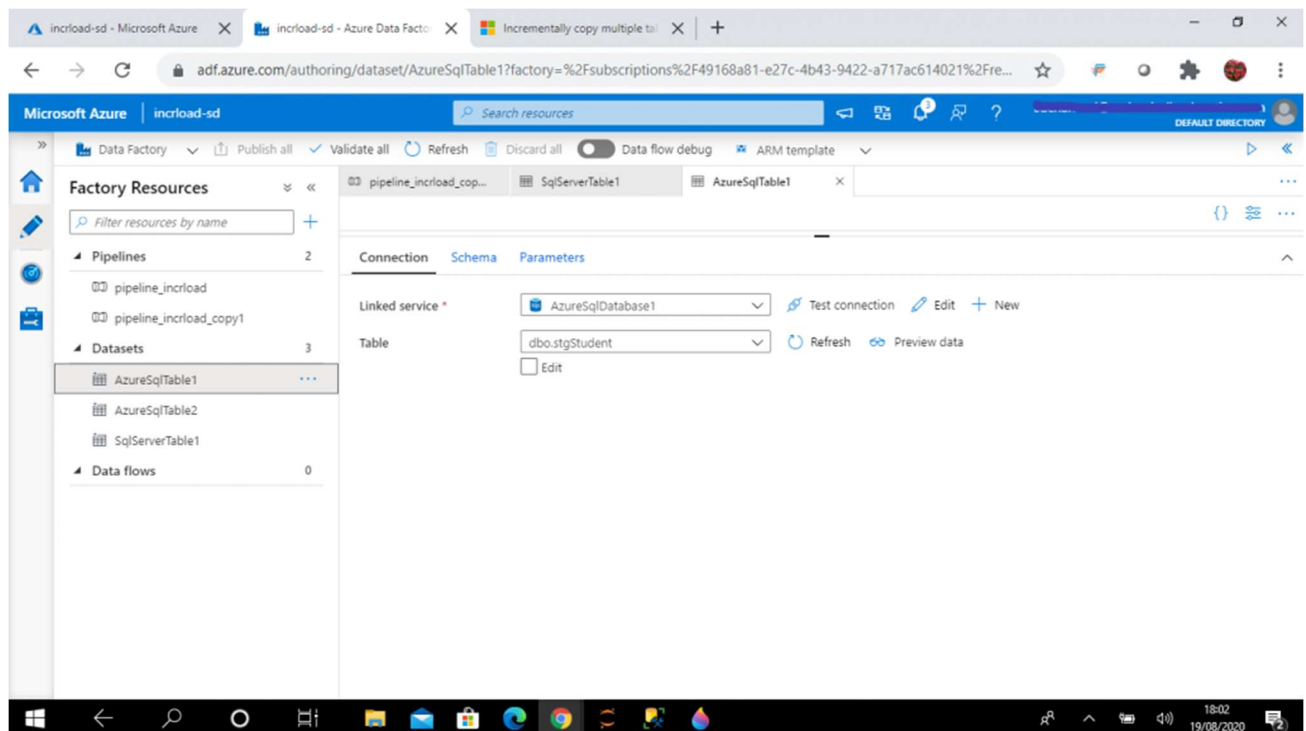 incrload-sd - Microsoft Azure
incrload-sd - Azure Data Facto
Incrementally copy multiple tal
adf.azure.com/authoring/dataset/AzureSqlTable1?factory=%2Fsubscriptions%2F49168a81-e27c-4b43-9422-a717ac614021%2Fre...
Microsoft Azure incrload-sd
Search resources
3
DEFAULT DIRECTORY
Data Factory Publish all Validate all Refresh Discard all Data flow debug ARM template
Factory Resources
Filter resources by name
Pipelines 2
pipeline_incrload
pipeline_incrload_copy1
Datasets 3
AzureSqlTable1
AzureSqlTable2
SqlServerTable1
Data flows 0
pipeline_incrload_cop... SqlServerTable1 AzureSqlTable1
Connection Schema Parameters
Linked service * AzureSqlDatabase1 Test connection Edit New
Table dbo.stgStudent Refresh Preview data
Edit
18:02
19/08/2020
2